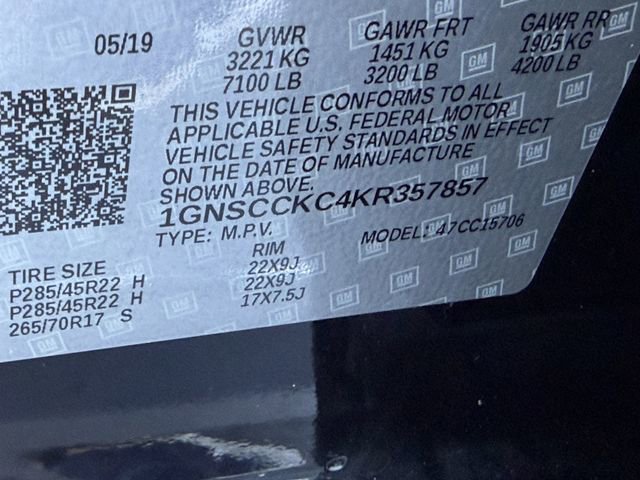 05/19 GVWR GAWR FRT GAWR RR
3221 KG 1451 KG 1905 KG
7100 LB 3200 LB 4200 LB
THIS VEHICLE CONFORMS TO ALL
APPLICABLE U.S. FEDERAL MOTOR
VEHICLE SAFETY STANDARDS IN EFFECT
ON THE DATE OF MANUFACTURE
SHOWN ABOVE.
1GNSCCKC4KR357857
TYPE: M.P.V. MODEL: 47CC15706
TIRE SIZE RIM
P285/45R22 H 22X9J
P285/45R22 H 22X9J
265/70R17 S 17X7.5J